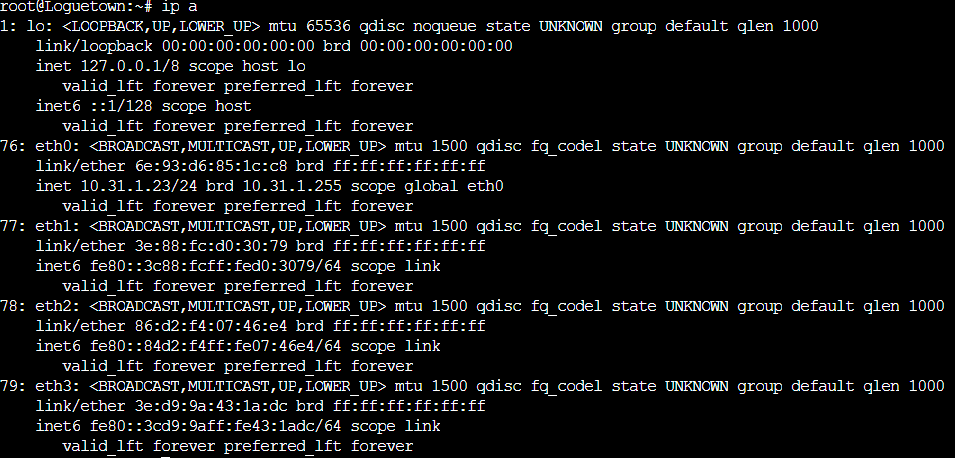 root@Loguetown:~# ip a
1: lo: <LOOPBACK,UP,LOWER_UP> mtu 65536 qdisc noqueue state UNKNOWN group default qlen 1000
    link/loopback 00:00:00:00:00:00 brd 00:00:00:00:00:00
    inet 127.0.0.1/8 scope host lo
       valid_lft forever preferred_lft forever
    inet6 ::1/128 scope host
       valid_lft forever preferred_lft forever
76: eth0: <BROADCAST,MULTICAST,UP,LOWER_UP> mtu 1500 qdisc fq_codel state UNKNOWN group default qlen 1000
    link/ether 6e:93:d6:85:1c:c8 brd ff:ff:ff:ff:ff:ff
    inet 10.31.1.23/24 brd 10.31.1.255 scope global eth0
       valid_lft forever preferred_lft forever
77: eth1: <BROADCAST,MULTICAST,UP,LOWER_UP> mtu 1500 qdisc fq_codel state UNKNOWN group default qlen 1000
    link/ether 3e:88:fc:d0:30:79 brd ff:ff:ff:ff:ff:ff
    inet6 fe80::3c88:fcff:fed0:3079/64 scope link
       valid_lft forever preferred_lft forever
78: eth2: <BROADCAST,MULTICAST,UP,LOWER_UP> mtu 1500 qdisc fq_codel state UNKNOWN group default qlen 1000
    link/ether 86:d2:f4:07:46:e4 brd ff:ff:ff:ff:ff:ff
    inet6 fe80::84d2:f4ff:fe07:46e4/64 scope link
       valid_lft forever preferred_lft forever
79: eth3: <BROADCAST,MULTICAST,UP,LOWER_UP> mtu 1500 qdisc fq_codel state UNKNOWN group default qlen 1000
    link/ether 3e:d9:9a:43:1a:dc brd ff:ff:ff:ff:ff:ff
    inet6 fe80::3cd9:9aff:fe43:1adc/64 scope link
       valid_lft forever preferred_lft forever